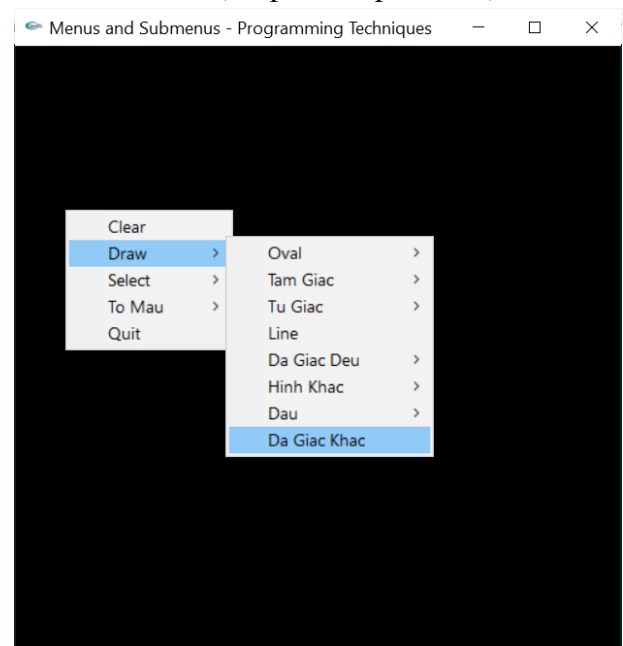 Menus and Submenus - Programming Techniques
Clear
Draw
Select
To Mau
Quit
Oval
Tam Giac
Tu Giac
Line
Da Giac Deu
Hinh Khac
Dau
Da Giac Khac